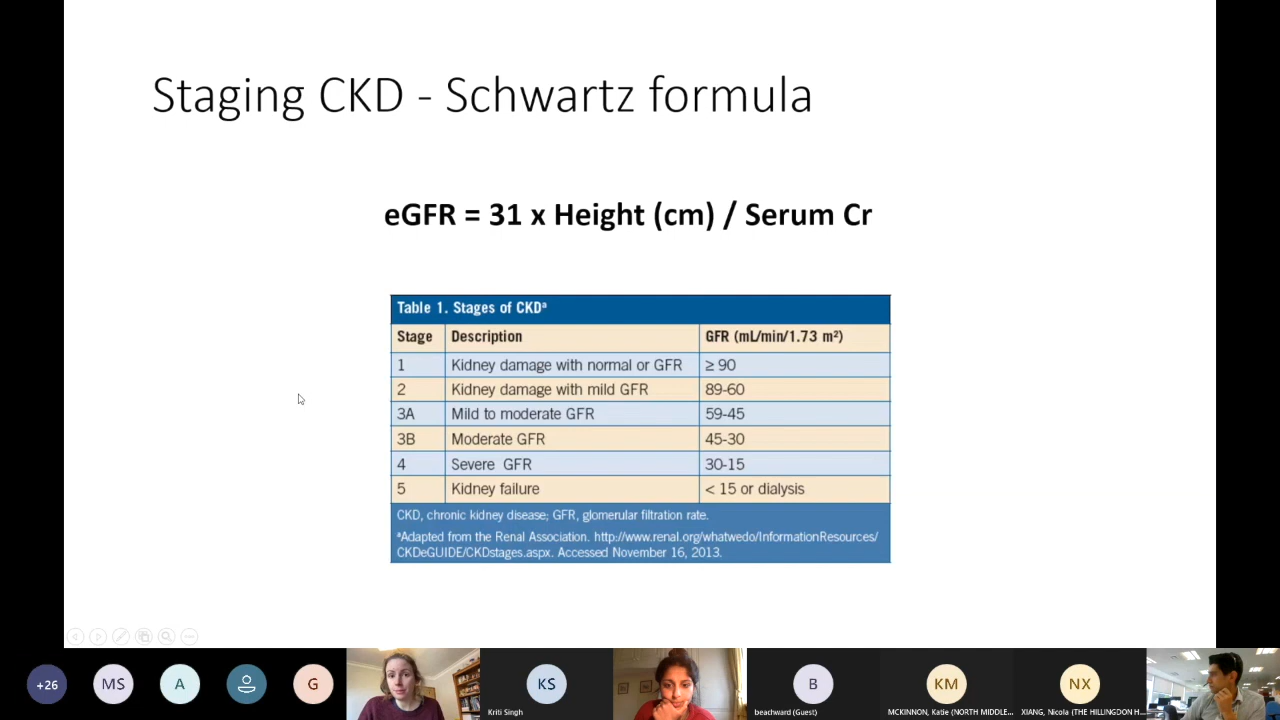 Staging CKD - Schwartz formula
eGFR = 31 x Height (cm) / Serum Cr
Table 1. Stages of CKDᵃ
Stage Description GFR (mL/min/1.73 m²)
1 Kidney damage with normal or GFR ≥ 90
2 Kidney damage with mild GFR 89-60
3A Mild to moderate GFR 59-45
3B Moderate GFR 45-30
4 Severe GFR 30-15
5 Kidney failure < 15 or dialysis
CKD, chronic kidney disease; GFR, glomerular filtration rate.
ᵃAdapted from the Renal Association. http://www.renal.org/whatwedo/InformationResources/
CKDeGUIDE/CKDstages.aspx. Accessed November 16, 2013.
+26 MS A G KS B KM NX
Kriti Singh beachward (Guest) MCKINNON, Katie (NORTH MIDDLE... XIANG, Nicola (THE HILLINGDON H...